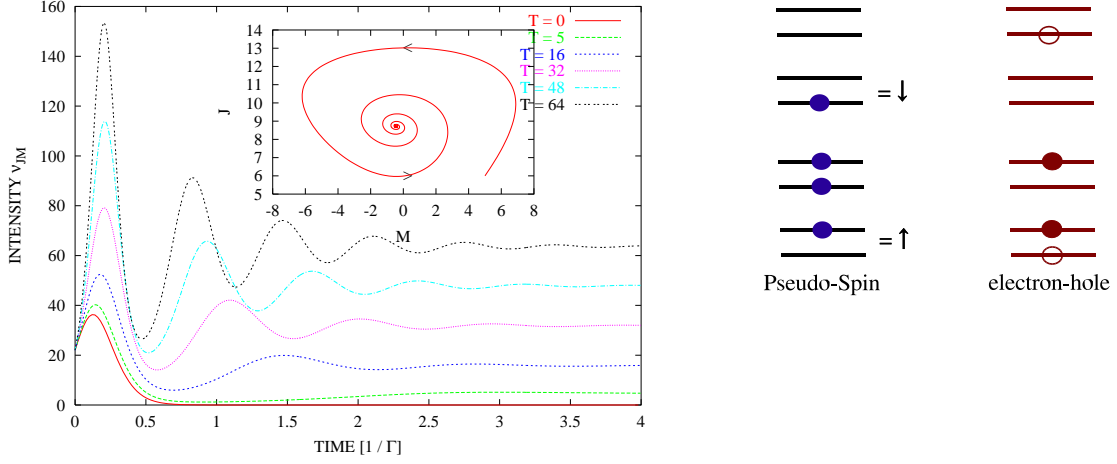 160
140
120
100
80
60
40
20
0
INTENSITY ν_JM
0 0.5 1 1.5 2 2.5 3 3.5 4
TIME [1 / Γ]
T = 0
T = 5
T = 16
T = 32
T = 48
T = 64
14
13
12
11
10
9
8
7
6
5
J
-8 -6 -4 -2 0 2 4 6 8
M
= ↓
= ↑
Pseudo-Spin
electron-hole